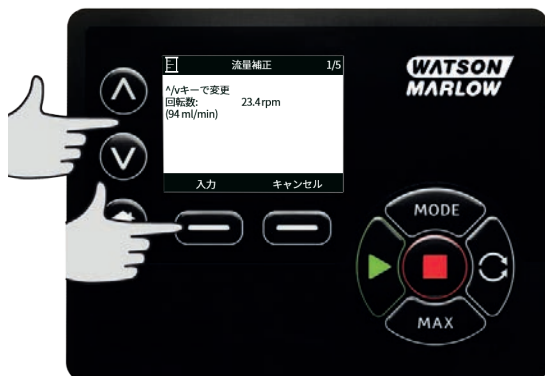 流量補正 1/5
^/vキーで変更
回転数: 23.4 rpm
(94 ml/min)
入力 キャンセル
WATSON
MARLOW
MODE
MAX